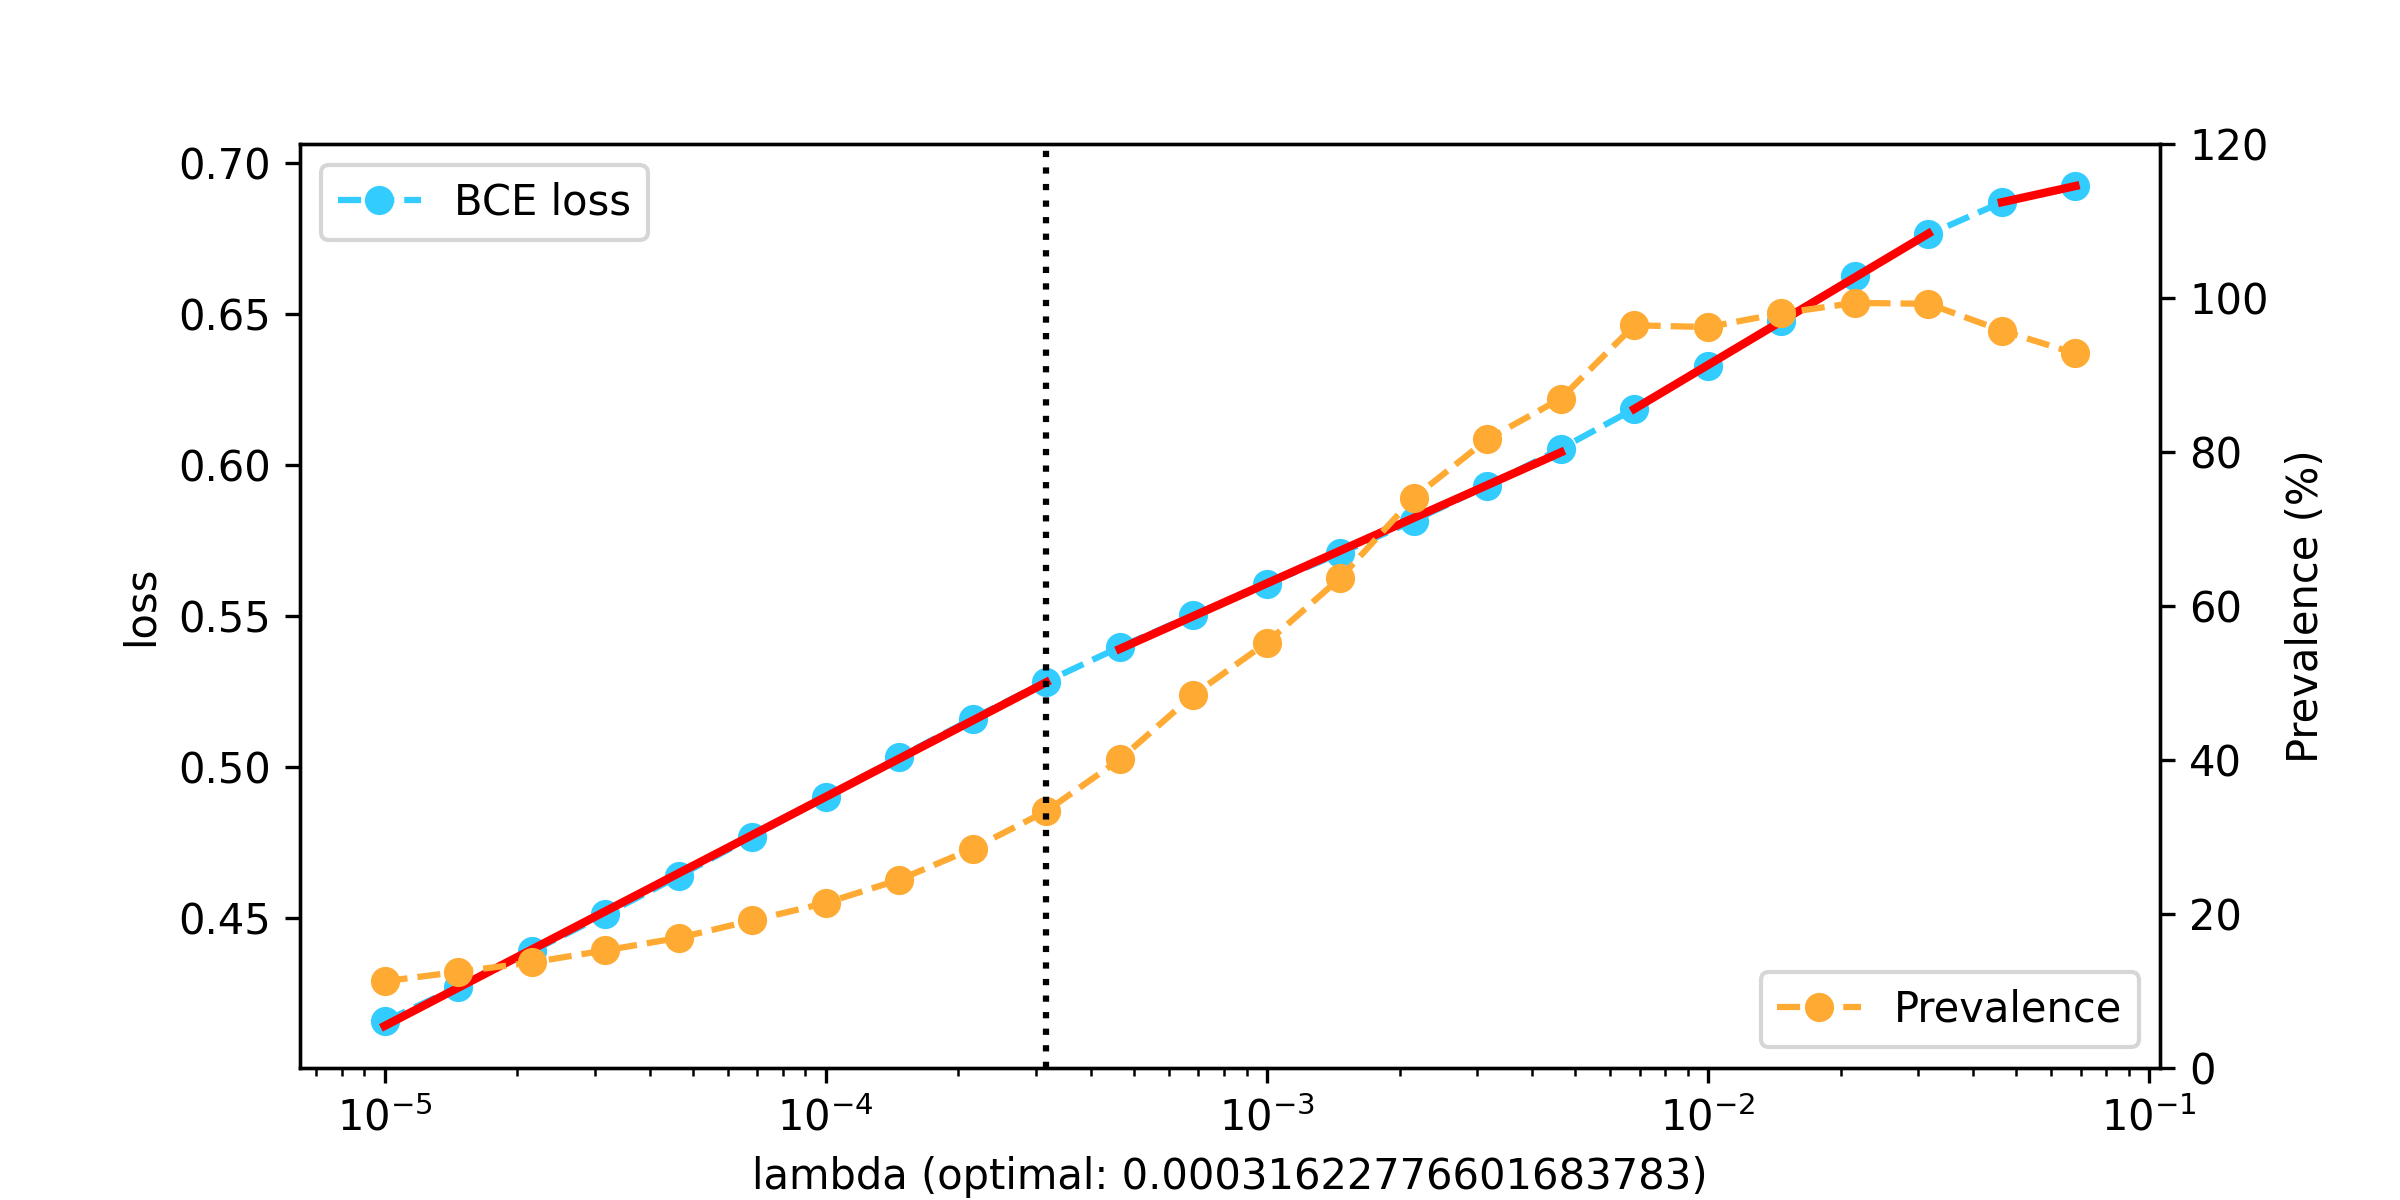 BCE loss
0.70
0.65
0.60
0.55
0.50
0.45
loss
120
100
80
60
40
20
0
Prevalence (%)
Prevalence
10⁻⁵ 10⁻⁴ 10⁻³ 10⁻² 10⁻¹
lambda (optimal: 0.00031622776601683783)